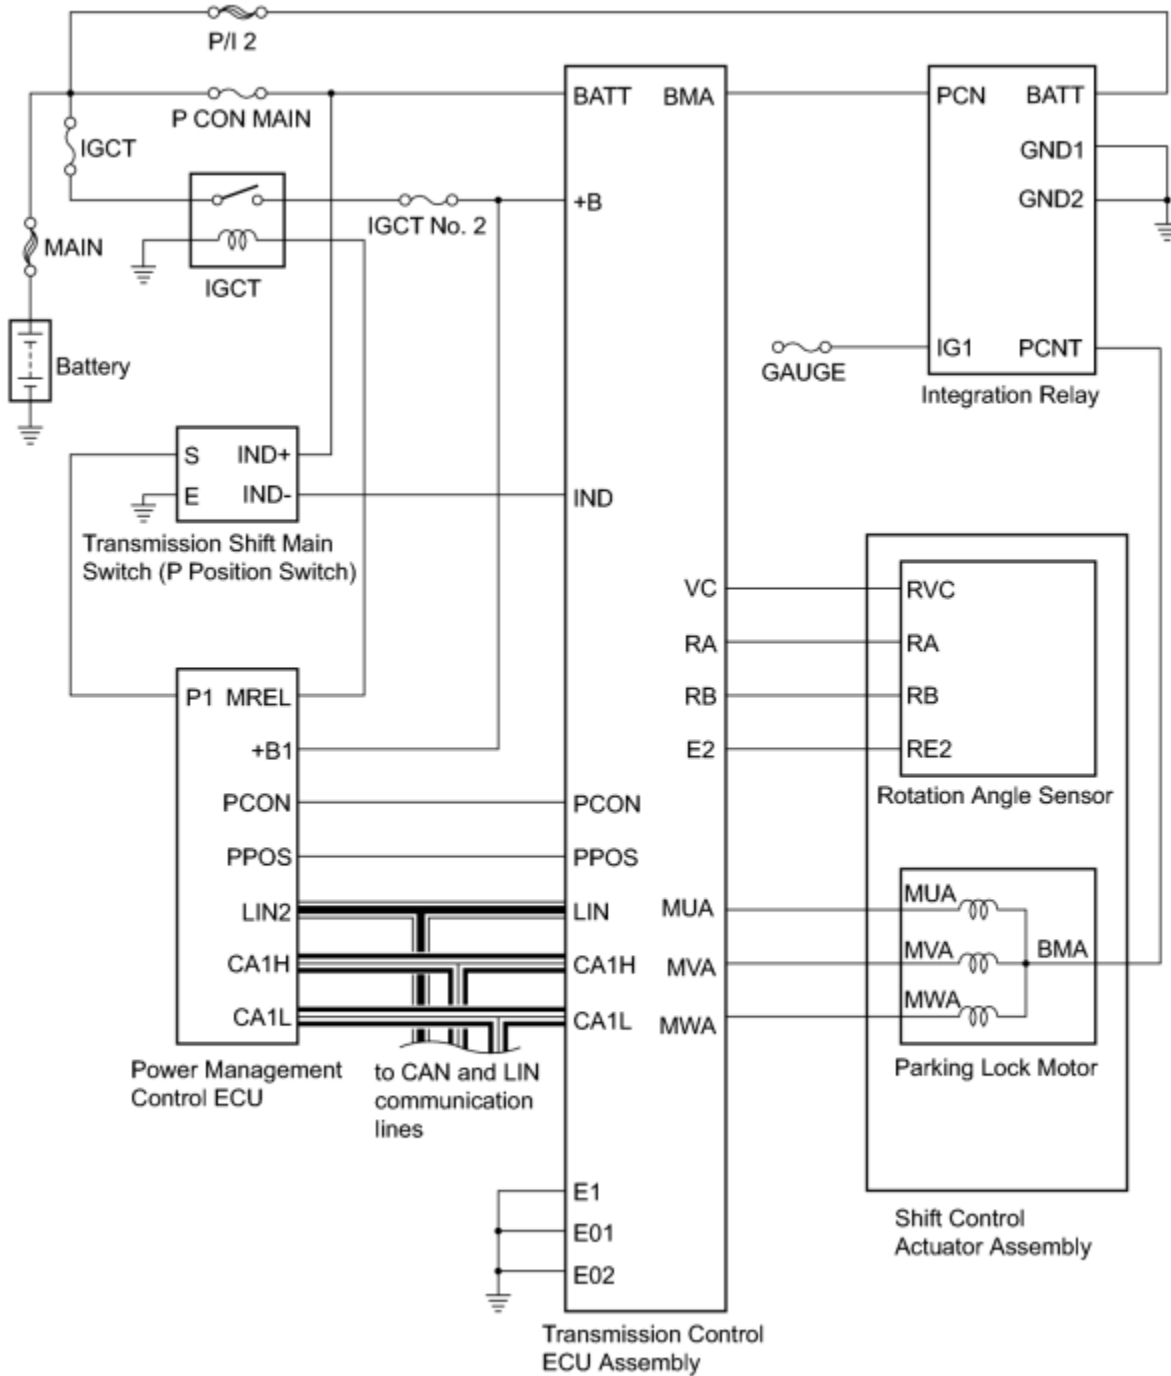 P/I 2
P CON MAIN
IGCT
IGCT No. 2
MAIN
IGCT
Battery
BATT BMA
+B
PCN BATT
GND1
GND2
GAUGE
IG1 PCNT
Integration Relay
S IND+
E IND-
IND
Transmission Shift Main
Switch (P Position Switch)
VC
RA
RB
E2
RVC
RA
RB
RE2
Rotation Angle Sensor
P1 MREL
+B1
PCON
PPOS
LIN2
CA1H
CA1L
Power Management
Control ECU
PCON
PPOS
LIN
CA1H
CA1L
to CAN and LIN
communication
lines
MUA
MVA
MWA
MUA
MVA BMA
MWA
Parking Lock Motor
E1
E01
E02
Shift Control
Actuator Assembly
Transmission Control
ECU Assembly